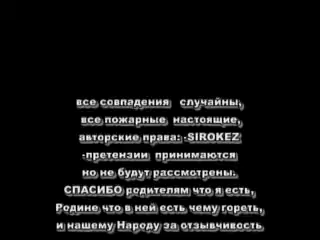 все совпадения случайны,
все пожарные настоящие,
авторские права: -SIROKEZ
-претензии принимаются
но не будут рассмотрены.
СПАСИБО родителям что я есть,
Родине что в ней есть чему гореть,
и нашему Народу за отзывчивость